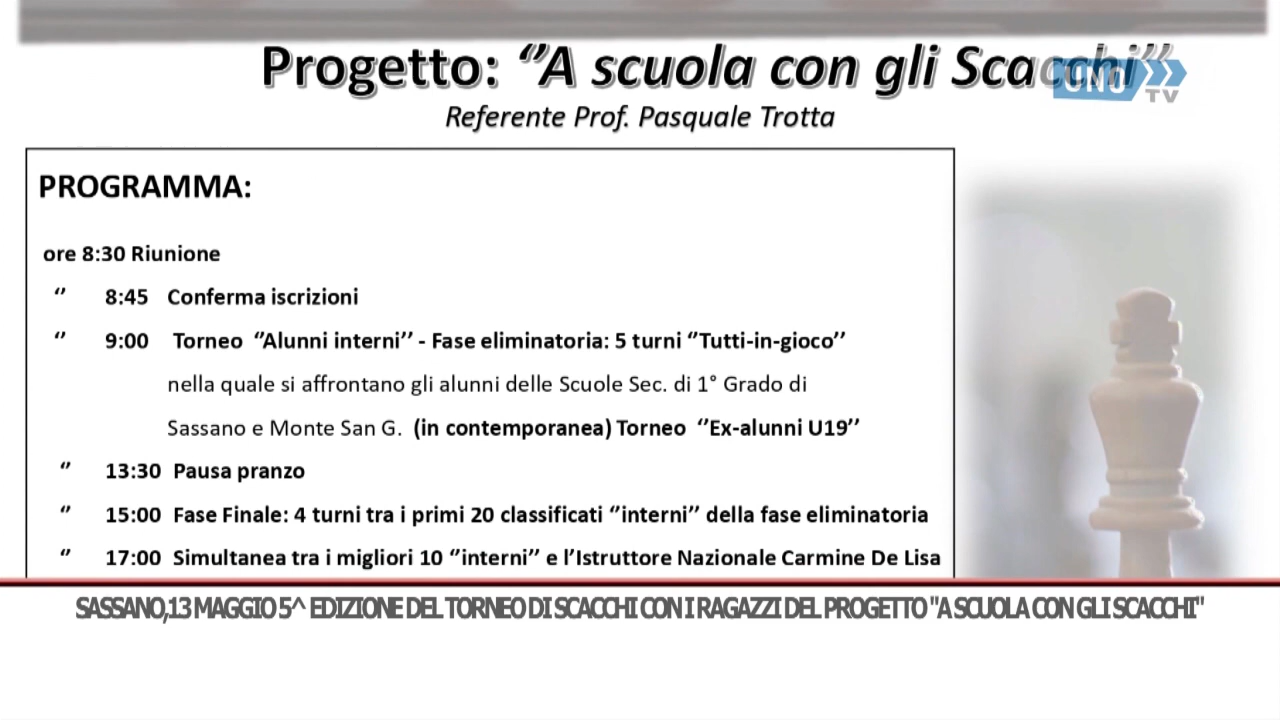 Progetto: ‘’A scuola con gli Scacchi’’
UNO
TV
Referente Prof. Pasquale Trotta
PROGRAMMA:
ore 8:30 Riunione
‘’ 8:45 Conferma iscrizioni
‘’ 9:00 Torneo ‘’Alunni interni’’ - Fase eliminatoria: 5 turni ‘’Tutti-in-gioco’’
nella quale si affrontano gli alunni delle Scuole Sec. di 1° Grado di
Sassano e Monte San G. (in contemporanea) Torneo ‘’Ex-alunni U19’’
‘’ 13:30 Pausa pranzo
‘’ 15:00 Fase Finale: 4 turni tra i primi 20 classificati ‘’interni’’ della fase eliminatoria
‘’ 17:00 Simultanea tra i migliori 10 ‘’interni’’ e l’Istruttore Nazionale Carmine De Lisa
SASSANO,13 MAGGIO 5^ EDIZIONE DEL TORNEO DI SCACCHI CON I RAGAZZI DEL PROGETTO "A SCUOLA CON GLI SCACCHI"